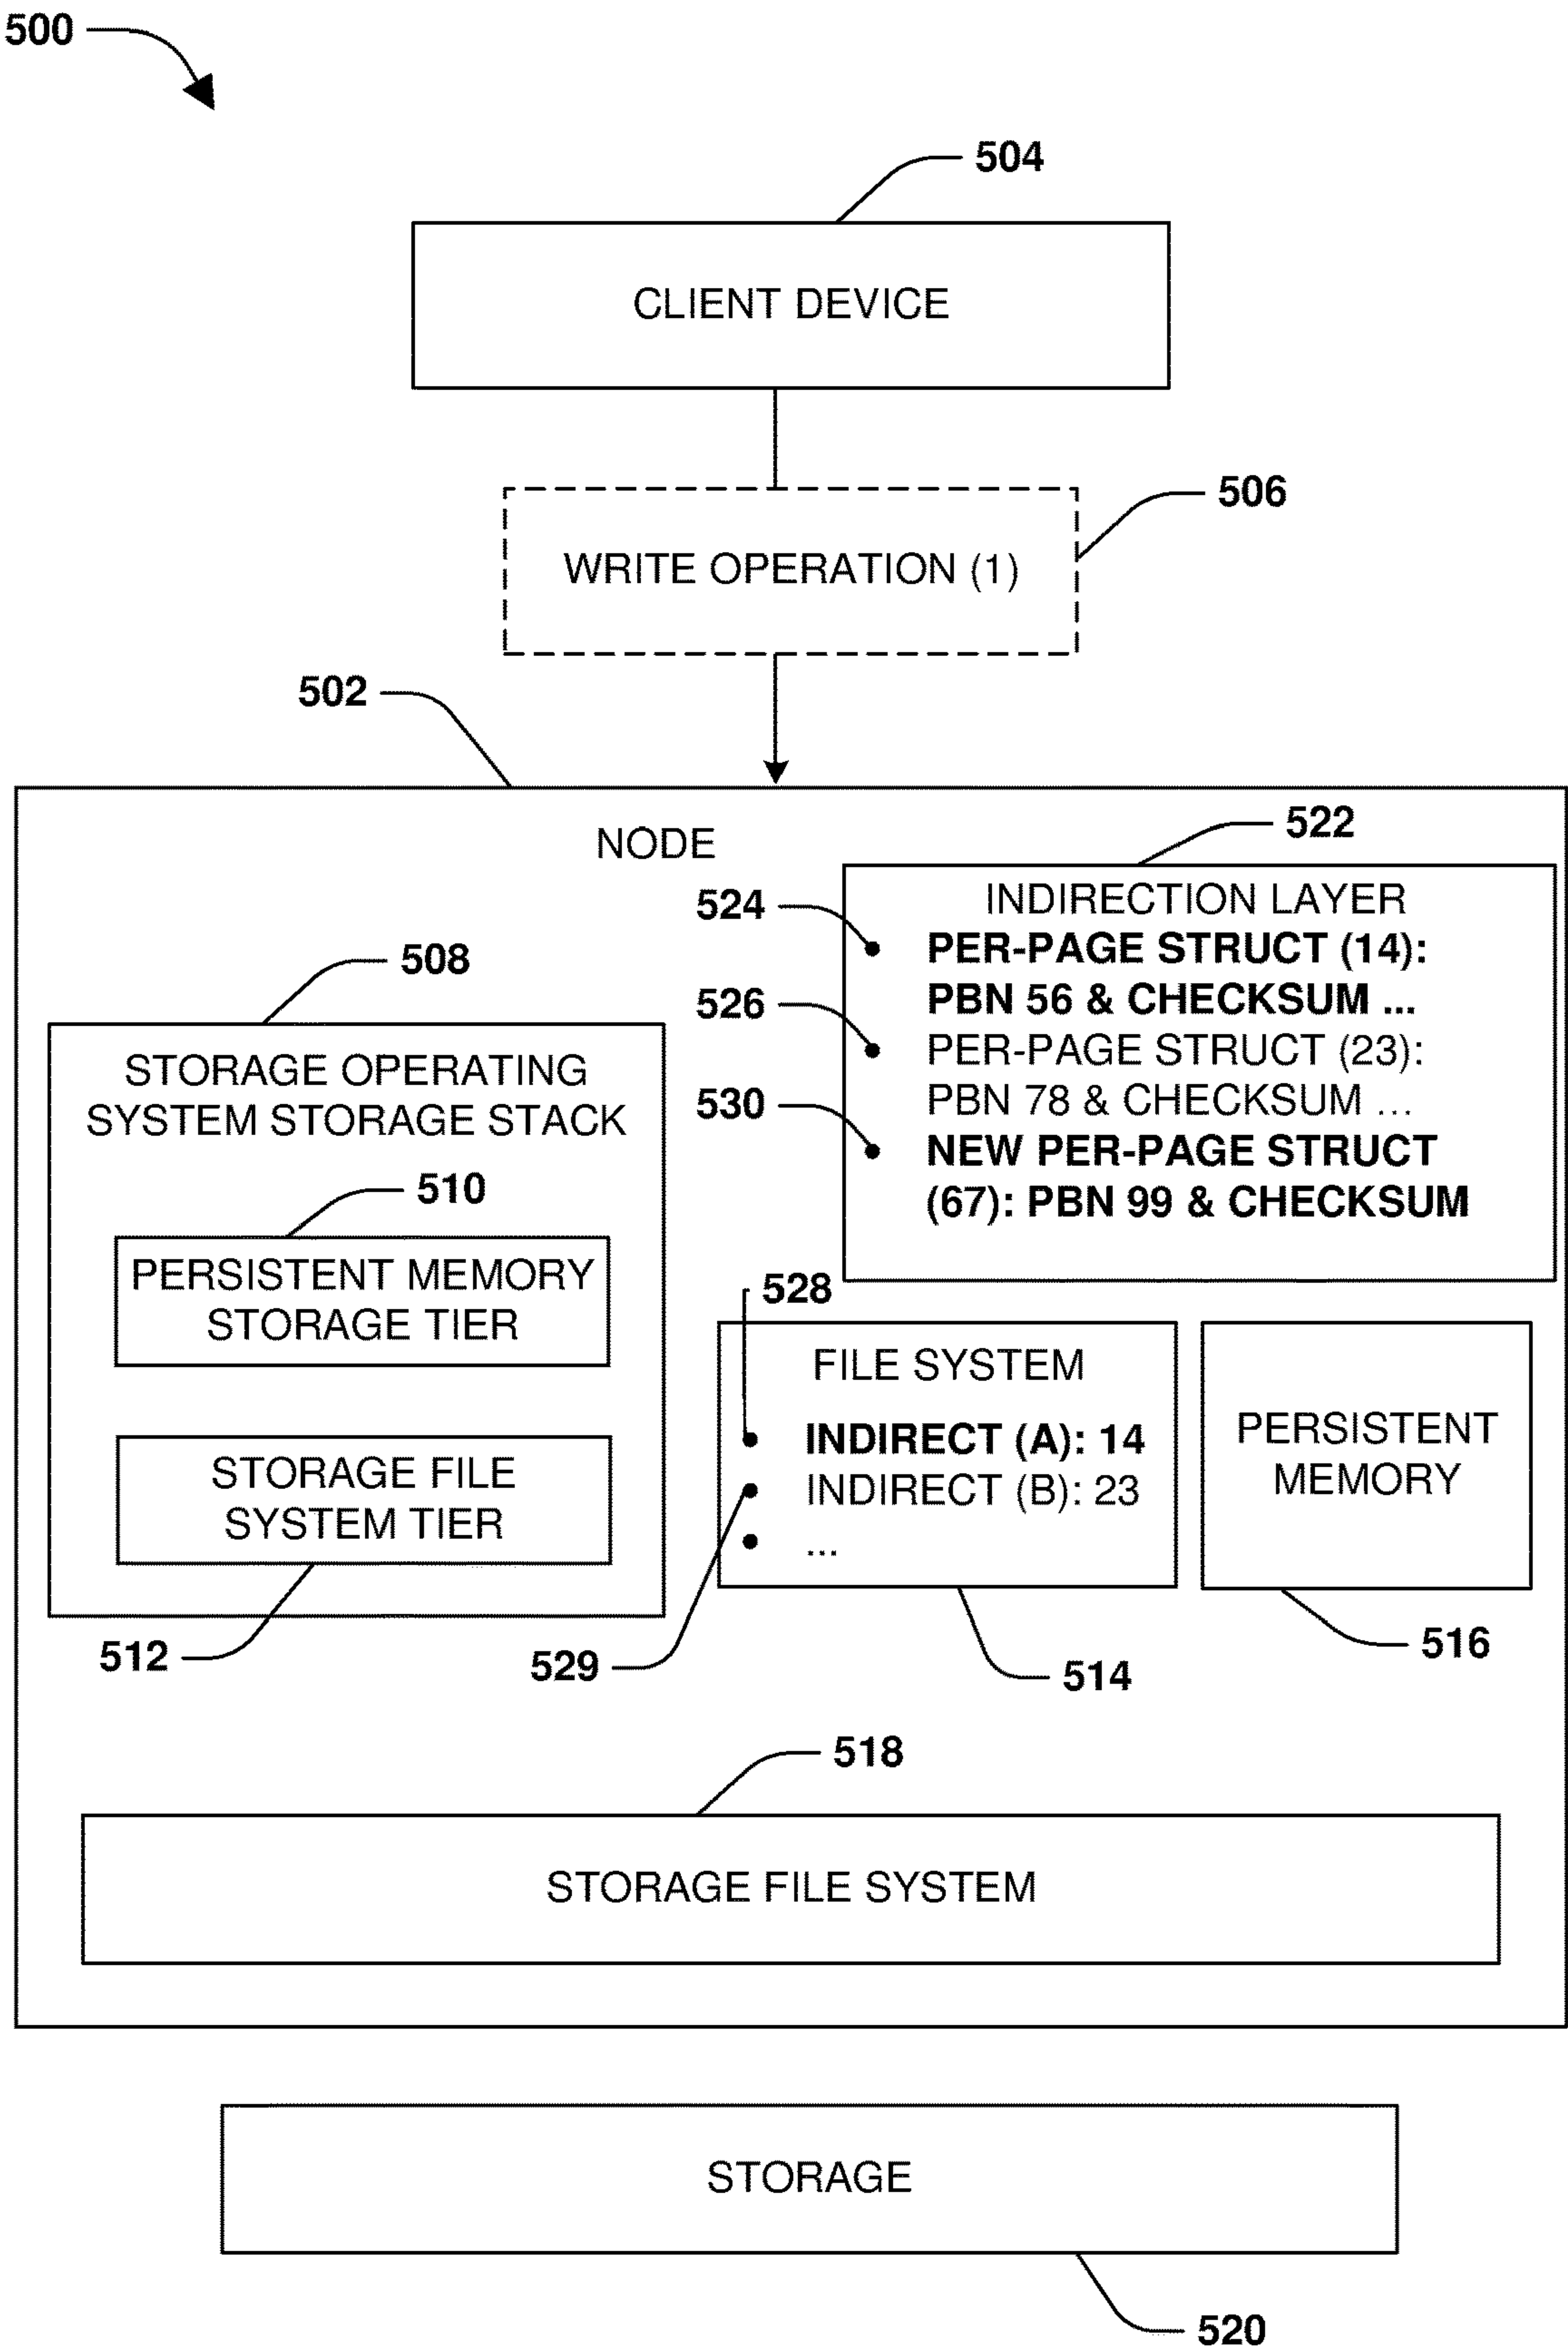 500
504
CLIENT DEVICE
506
WRITE OPERATION (1)
502
NODE
522
524
INDIRECTION LAYER
PER-PAGE STRUCT (14):
PBN 56 & CHECKSUM ...
526
PER-PAGE STRUCT (23):
PBN 78 & CHECKSUM ...
530
NEW PER-PAGE STRUCT
(67): PBN 99 & CHECKSUM
508
STORAGE OPERATING
SYSTEM STORAGE STACK
510
PERSISTENT MEMORY
STORAGE TIER
STORAGE FILE
SYSTEM TIER
512
528
FILE SYSTEM
INDIRECT (A): 14
INDIRECT (B): 23
...
529
514
PERSISTENT
MEMORY
516
518
STORAGE FILE SYSTEM
STORAGE
520